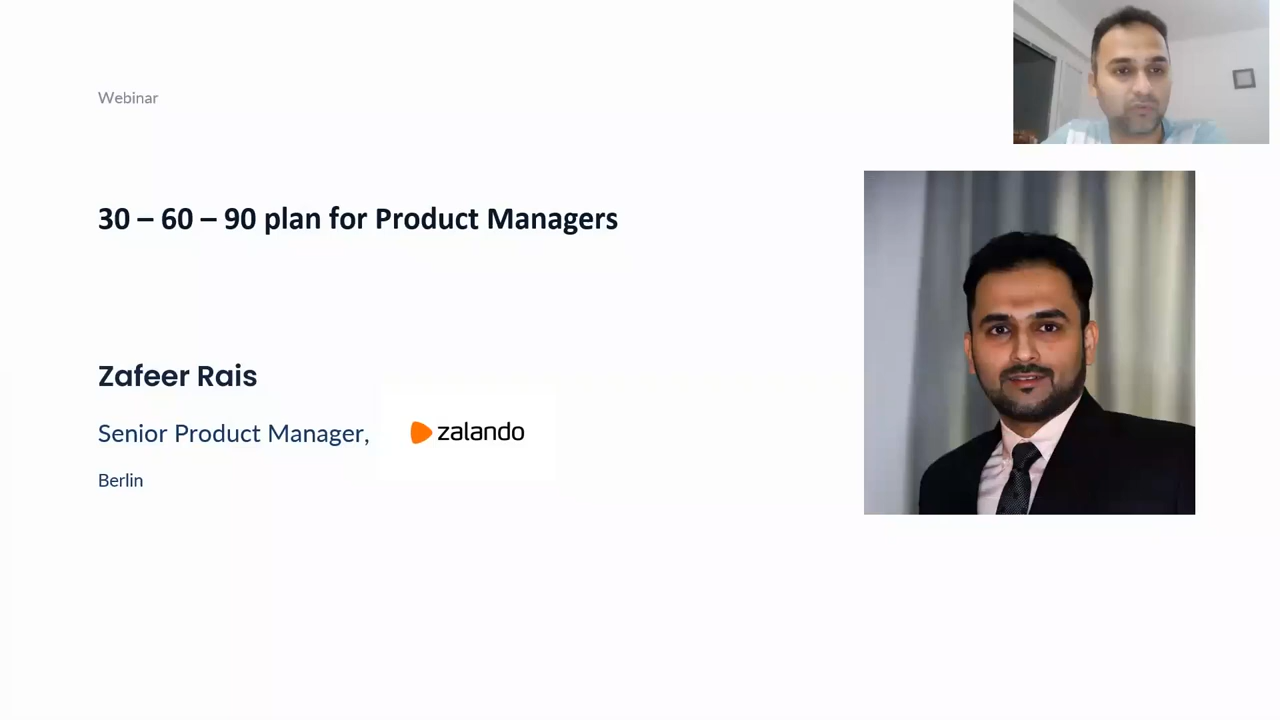 Webinar
30 – 60 – 90 plan for Product Managers
Zafeer Rais
Senior Product Manager, zalando
Berlin